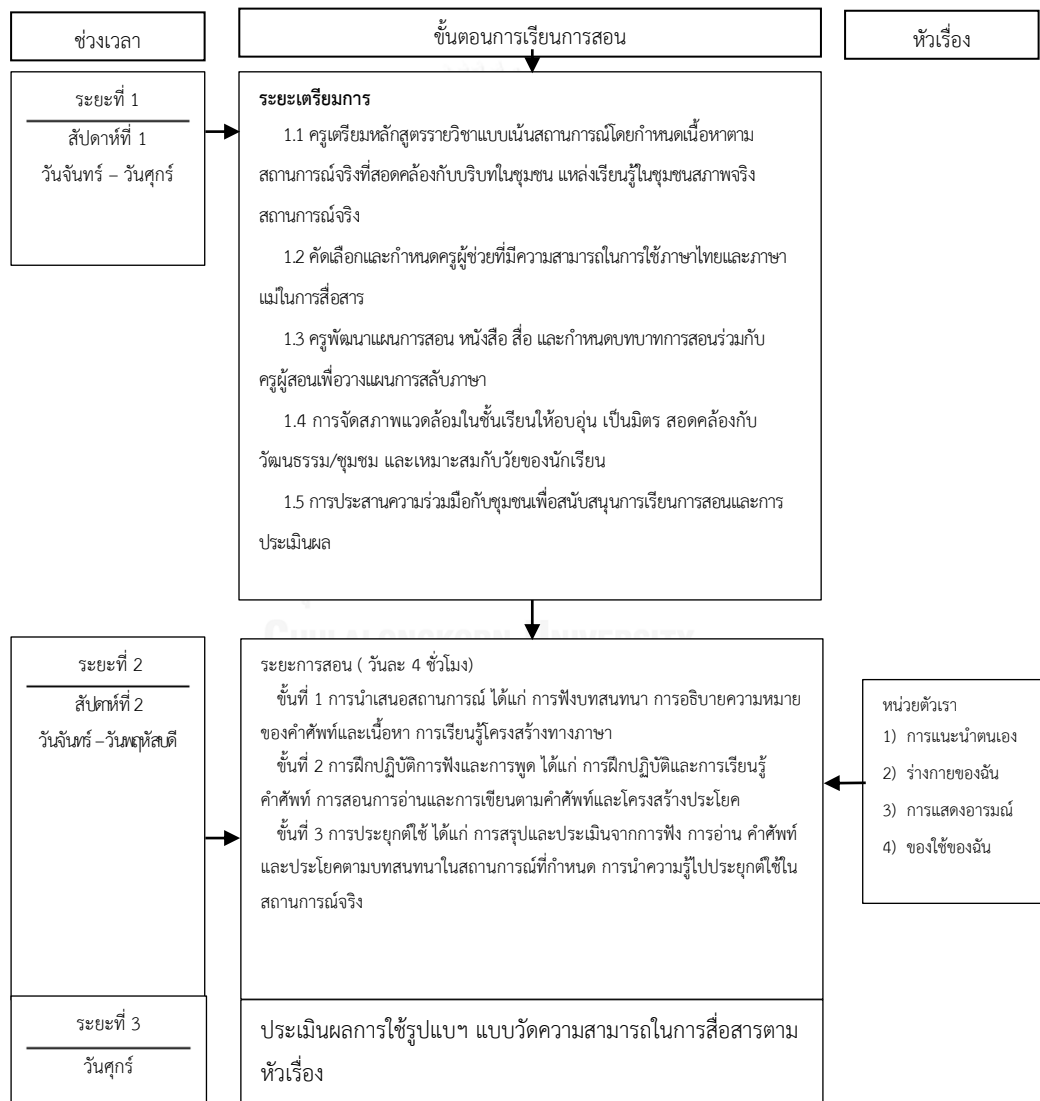 ช่วงเวลา
ขั้นตอนการเรียนการสอน
หัวเรื่อง
ระยะที่ 1
สัปดาห์ที่ 1
วันจันทร์ – วันศุกร์
ระยะเตรียมการ
1.1 ครูเตรียมหลักสูตรรายวิชาแบบเน้นสถานการณ์โดยกำหนดเนื้อหาตาม
สถานการณ์จริงที่สอดคล้องกับบริบทในชุมชน แหล่งเรียนรู้ในชุมชนสภาพจริง
สถานการณ์จริง
1.2 คัดเลือกและกำหนดครูผู้ช่วยที่มีความสามารถในการใช้ภาษาไทยและภาษา
แม่ในการสื่อสาร
1.3 ครูพัฒนาแผนการสอน หนังสือ สื่อ และกำหนดบทบาทการสอนร่วมกับ
ครูผู้สอนเพื่อวางแผนการสลับภาษา
1.4 การจัดสภาพแวดล้อมในชั้นเรียนให้อบอุ่น เป็นมิตร สอดคล้องกับ
วัฒนธรรม/ชุมชม และเหมาะสมกับวัยของนักเรียน
1.5 การประสานความร่วมมือกับชุมชนเพื่อสนับสนุนการเรียนการสอนและการ
ประเมินผล
CHULALONGKORN UNIVERSITY
ระยะที่ 2
สัปดาห์ที่ 2
วันจันทร์ –วันพฤหัสบดี
ระยะการสอน ( วันละ 4 ชั่วโมง)
ขั้นที่ 1 การนำเสนอสถานการณ์ ได้แก่ การฟังบทสนทนา การอธิบายความหมาย
ของคำศัพท์และเนื้อหา การเรียนรู้โครงสร้างทางภาษา
ขั้นที่ 2 การฝึกปฏิบัติการฟังและการพูด ได้แก่ การฝึกปฏิบัติและการเรียนรู้
คำศัพท์ การสอนการอ่านและการเขียนตามคำศัพท์และโครงสร้างประโยค
ขั้นที่ 3 การประยุกต์ใช้ ได้แก่ การสรุปและประเมินจากการฟัง การอ่าน คำศัพท์
และประโยคตามบทสนทนาในสถานการณ์ที่กำหนด การนำความรู้ไปประยุกต์ใช้ใน
สถานการณ์จริง
หน่วยตัวเรา
1) การแนะนำตนเอง
2) ร่างกายของฉัน
3) การแสดงอารมณ์
4) ของใช้ของฉัน
ระยะที่ 3
วันศุกร์
ประเมินผลการใช้รูปแบฯ แบบวัดความสามารถในการสื่อสารตาม
หัวเรื่อง